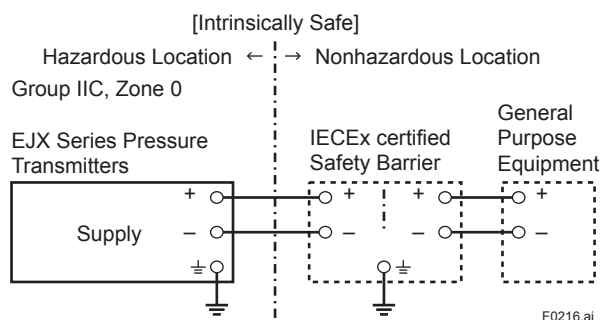 [Intrinsically Safe]
Hazardous Location ← → Nonhazardous Location
Group IIC, Zone 0
EJX Series Pressure
Transmitters
IECEx certified
Safety Barrier
General
Purpose
Equipment
+ + + +
Supply – – – –
F0216.ai